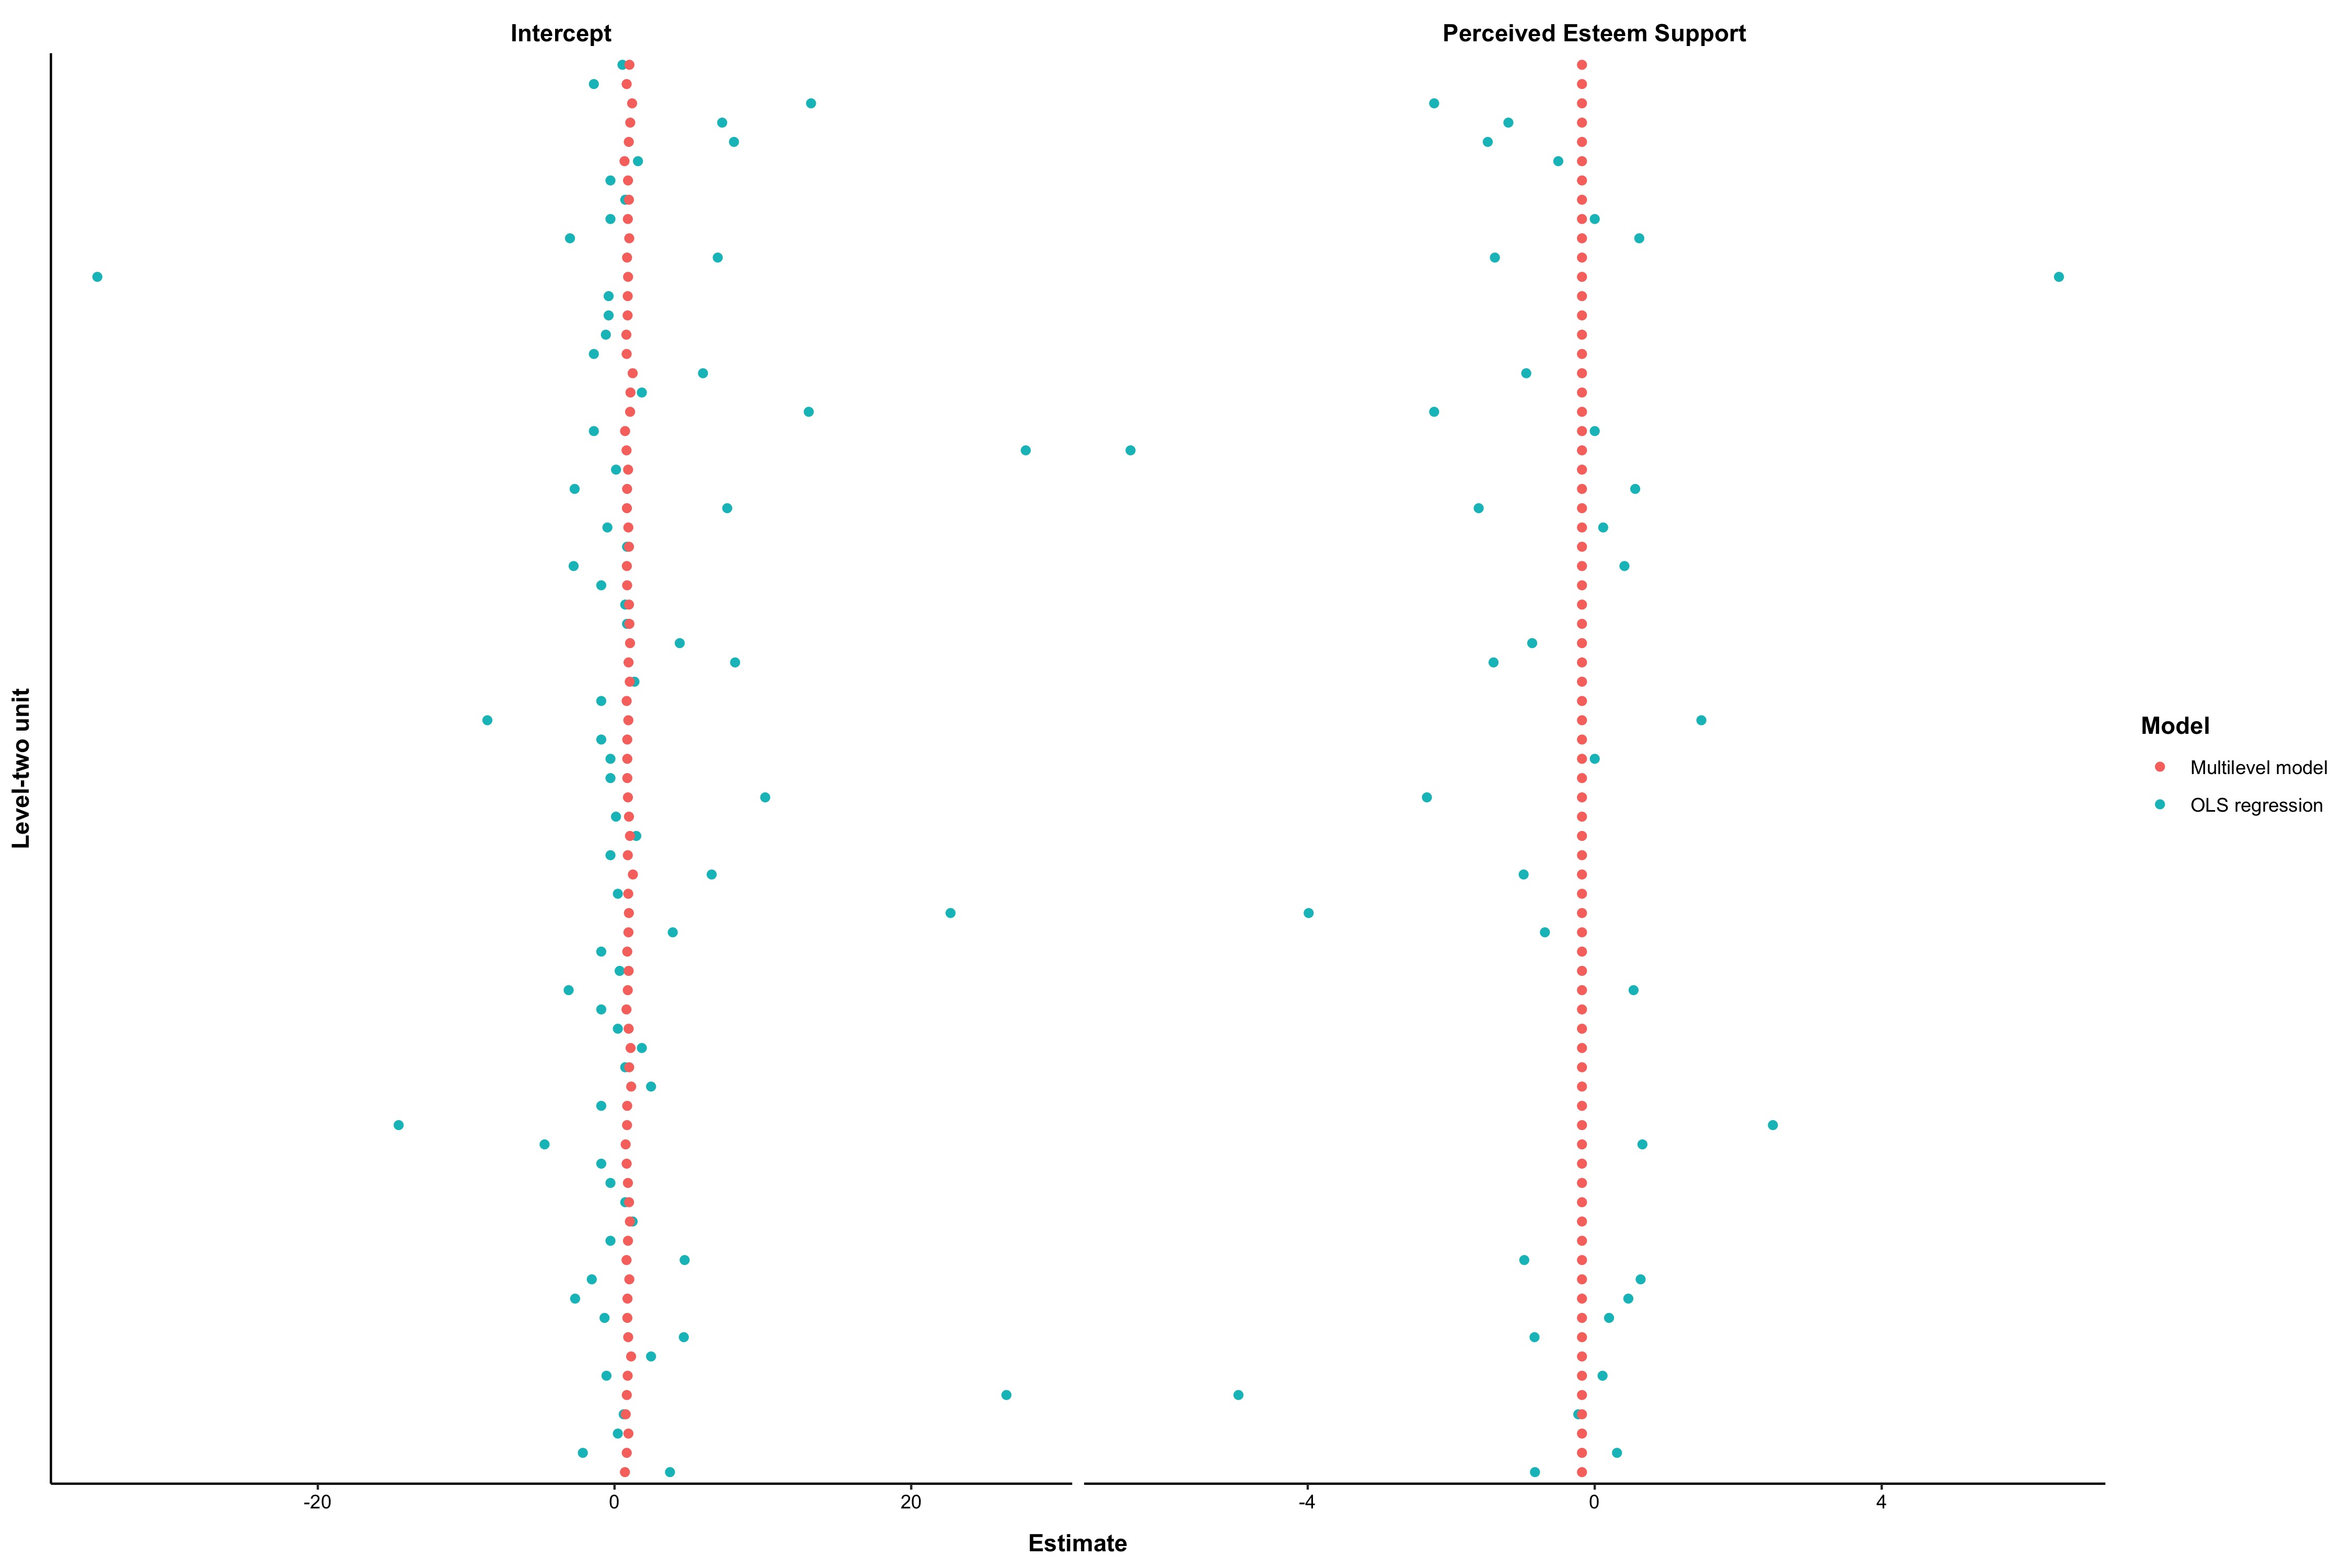 Intercept
Perceived Esteem Support
Level-two unit
Model
Multilevel model
OLS regression
-20
0
20
-4
0
4
Estimate